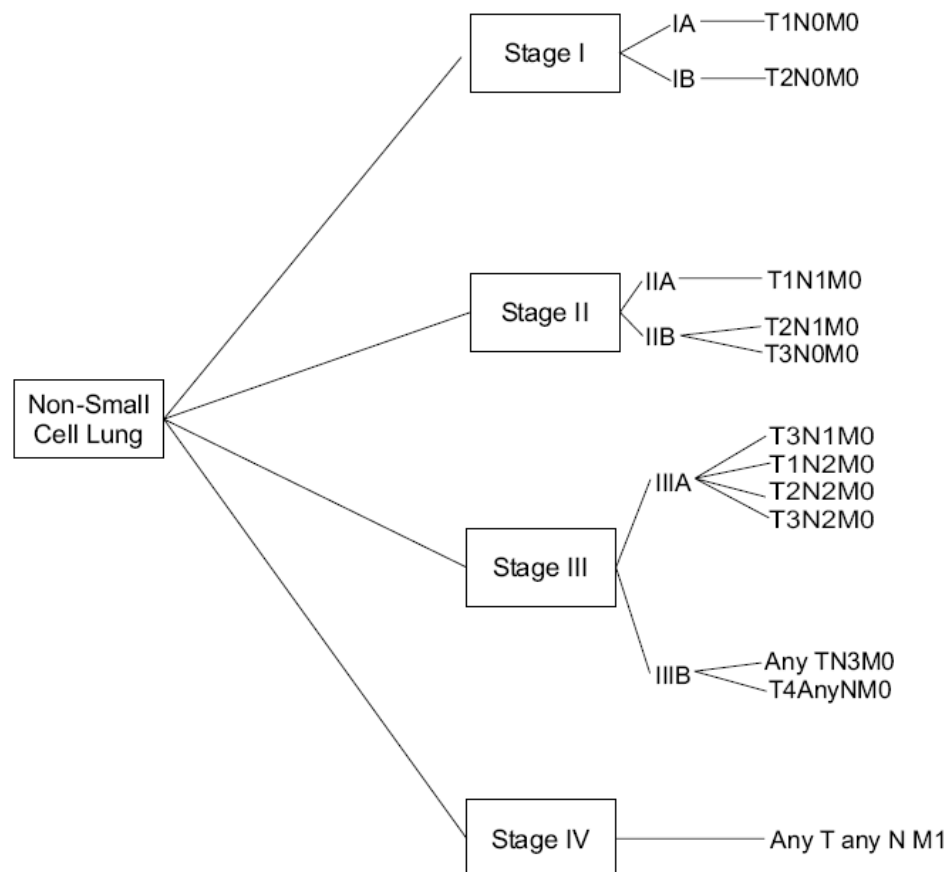 Non-Small
Cell Lung
Stage I
IA
T1N0M0
IB
T2N0M0
Stage II
IIA
T1N1M0
IIB
T2N1M0
T3N0M0
Stage III
IIIA
T3N1M0
T1N2M0
T2N2M0
T3N2M0
IIIB
Any TN3M0
T4AnyNM0
Stage IV
Any T any N M1